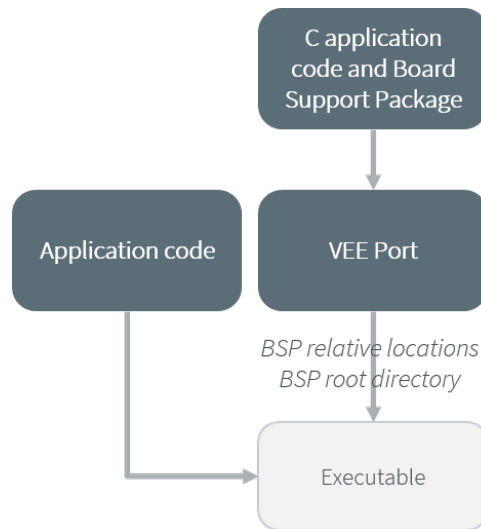 C application
code and Board
Support Package
Application code
VEE Port
BSP relative locations
BSP root directory
Executable